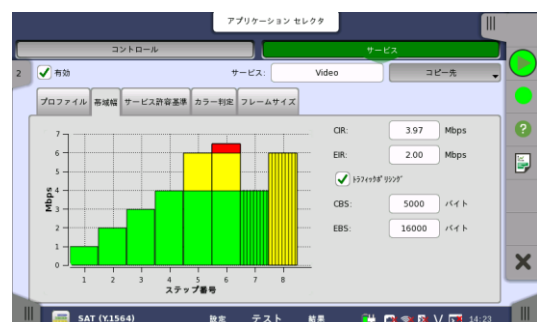 アプリケーション セレクタ
コントロール
サービス
2
有効
サービス:
Video
コピー先
プロファイル
帯域幅
サービス許容基準
カラー判定
フレームサイズ
7
6
5
4
3
2
1
0
Mbps
1 2 3 4 5 6 7 8
ステップ番号
CIR: 3.97 Mbps
EIR: 2.00 Mbps
トラフィックポリシング
CBS: 5000 バイト
EBS: 16000 バイト
SAT (Y.1564)
設定
テスト
結果
14:23